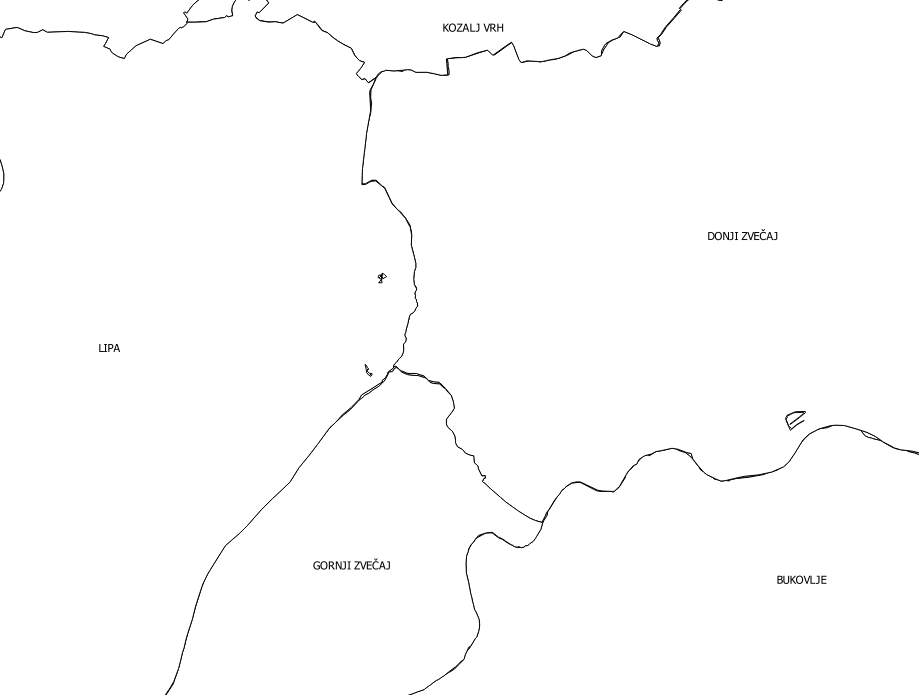 KOZALJ VRH
DONJI ZVEČAJ
LIPA
GORNJI ZVEČAJ
BUKOVLJE